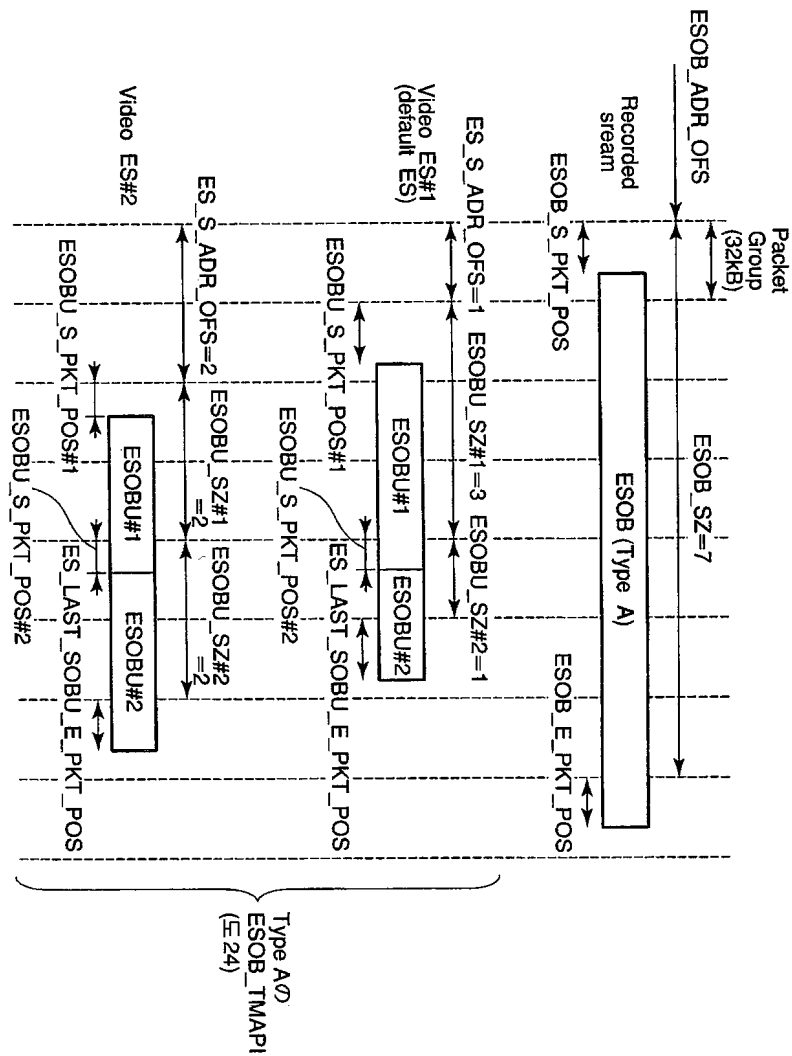 Packet
Group
(32kB)
ESOB_ADR_OFS
ESOB_SZ=7
Recorded
sream
ESOB (Type A)
ESOB_S_PKT_POS
ESOB_E_PKT_POS
ES_S_ADR_OFS=1
ESOBU_SZ#1=3
ESOBU_SZ#2=1
Video ES#1
(default ES)
ESOBU#1
ESOBU#2
ESOBU_S_PKT_POS#1
ES_LAST_SOBU_E_PKT_POS
ESOBU_S_PKT_POS#2
ES_S_ADR_OFS=2
ESOBU_SZ#1
=2
ESOBU_SZ#2
=2
Video ES#2
ESOBU#1
ESOBU#2
ESOBU_S_PKT_POS#1
ES_LAST_SOBU_E_PKT_POS
ESOBU_S_PKT_POS#2
Type Aの
ESOB_TMAPI
(도24)